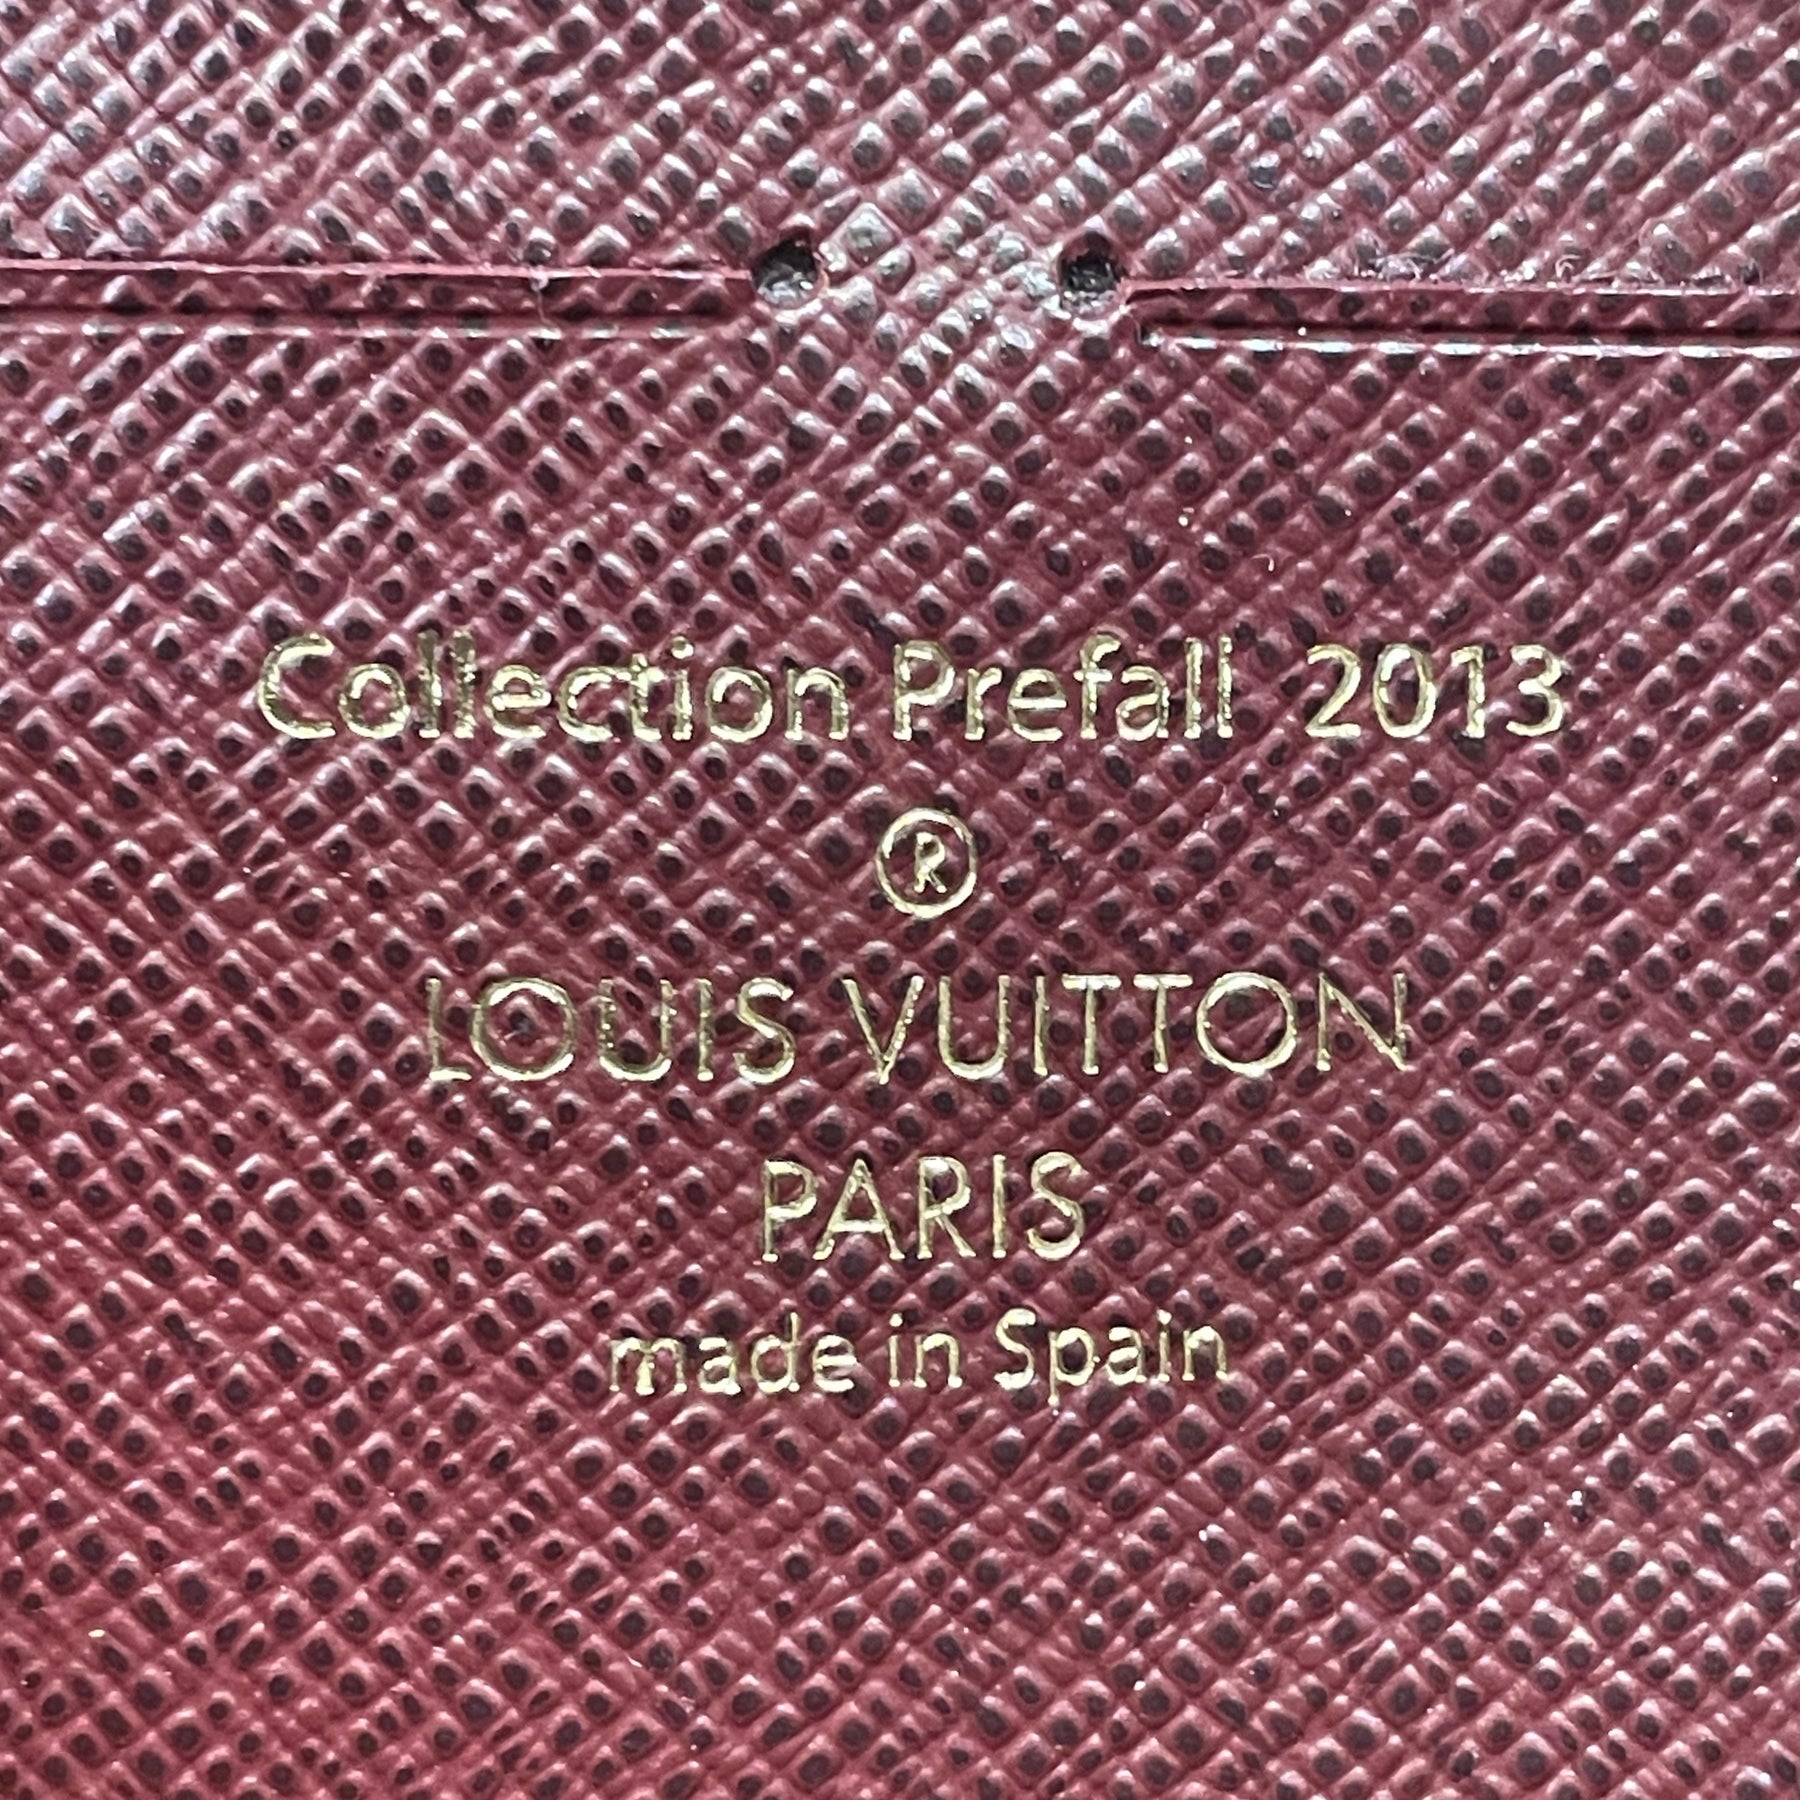 Collection Prefall 2013
®
LOUIS VUITTON
PARIS
made in Spain